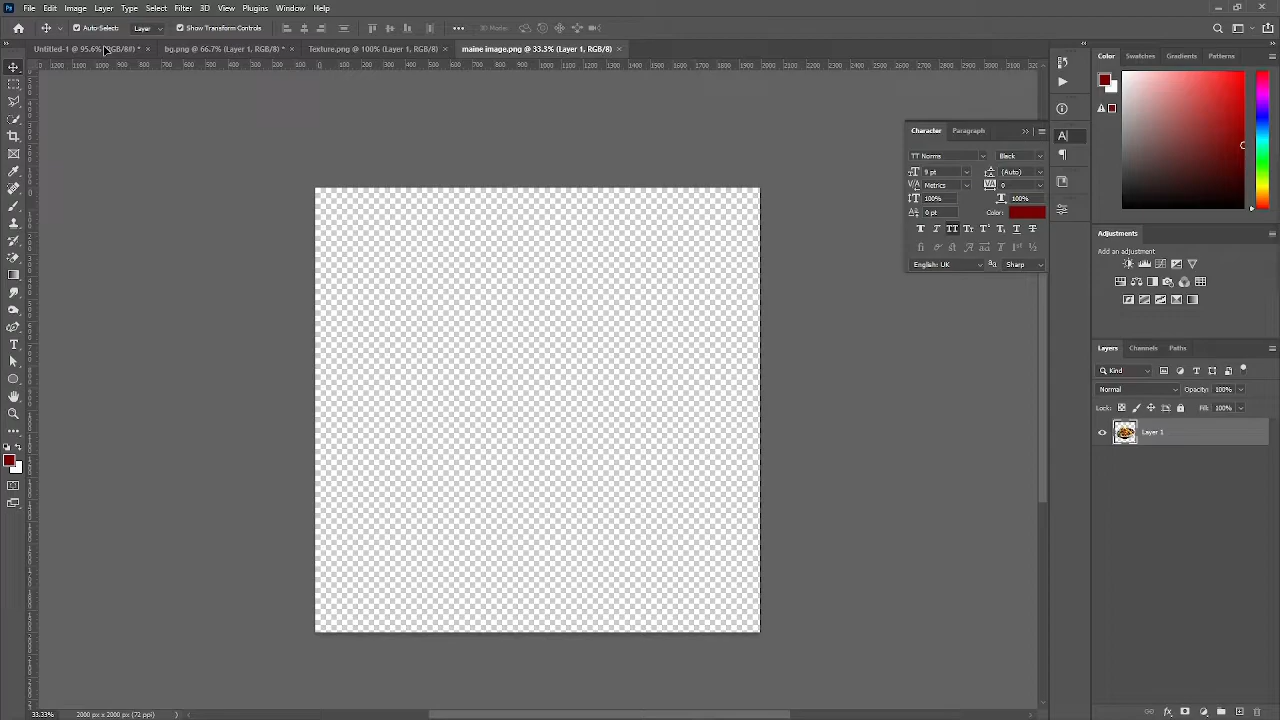 File Edit Image Layer Type Select Filter 3D View Plugins Window Help
Auto-Select: Layer Show Transform Controls 3D Mode:
Untitled-1 @ 95.6% RGB/8#) * × bg.png @ 66.7% (Layer 1, RGB/8) * × Texture.png @ 100% (Layer 1, RGB/8) × maine image.png @ 33.3% (Layer 1, RGB/8) ×
Color Swatches Gradients Patterns
Character Paragraph
TT Norms Black
9 pt (Auto)
Metrics 0
100% 100%
0 pt Color:
English: UK Sharp
Adjustments
Add an adjustment
Layers Channels Paths
Kind
Normal Opacity: 100%
Lock: Fill: 100%
Layer 1
33.33% 2000 px x 2000 px (72 ppi)